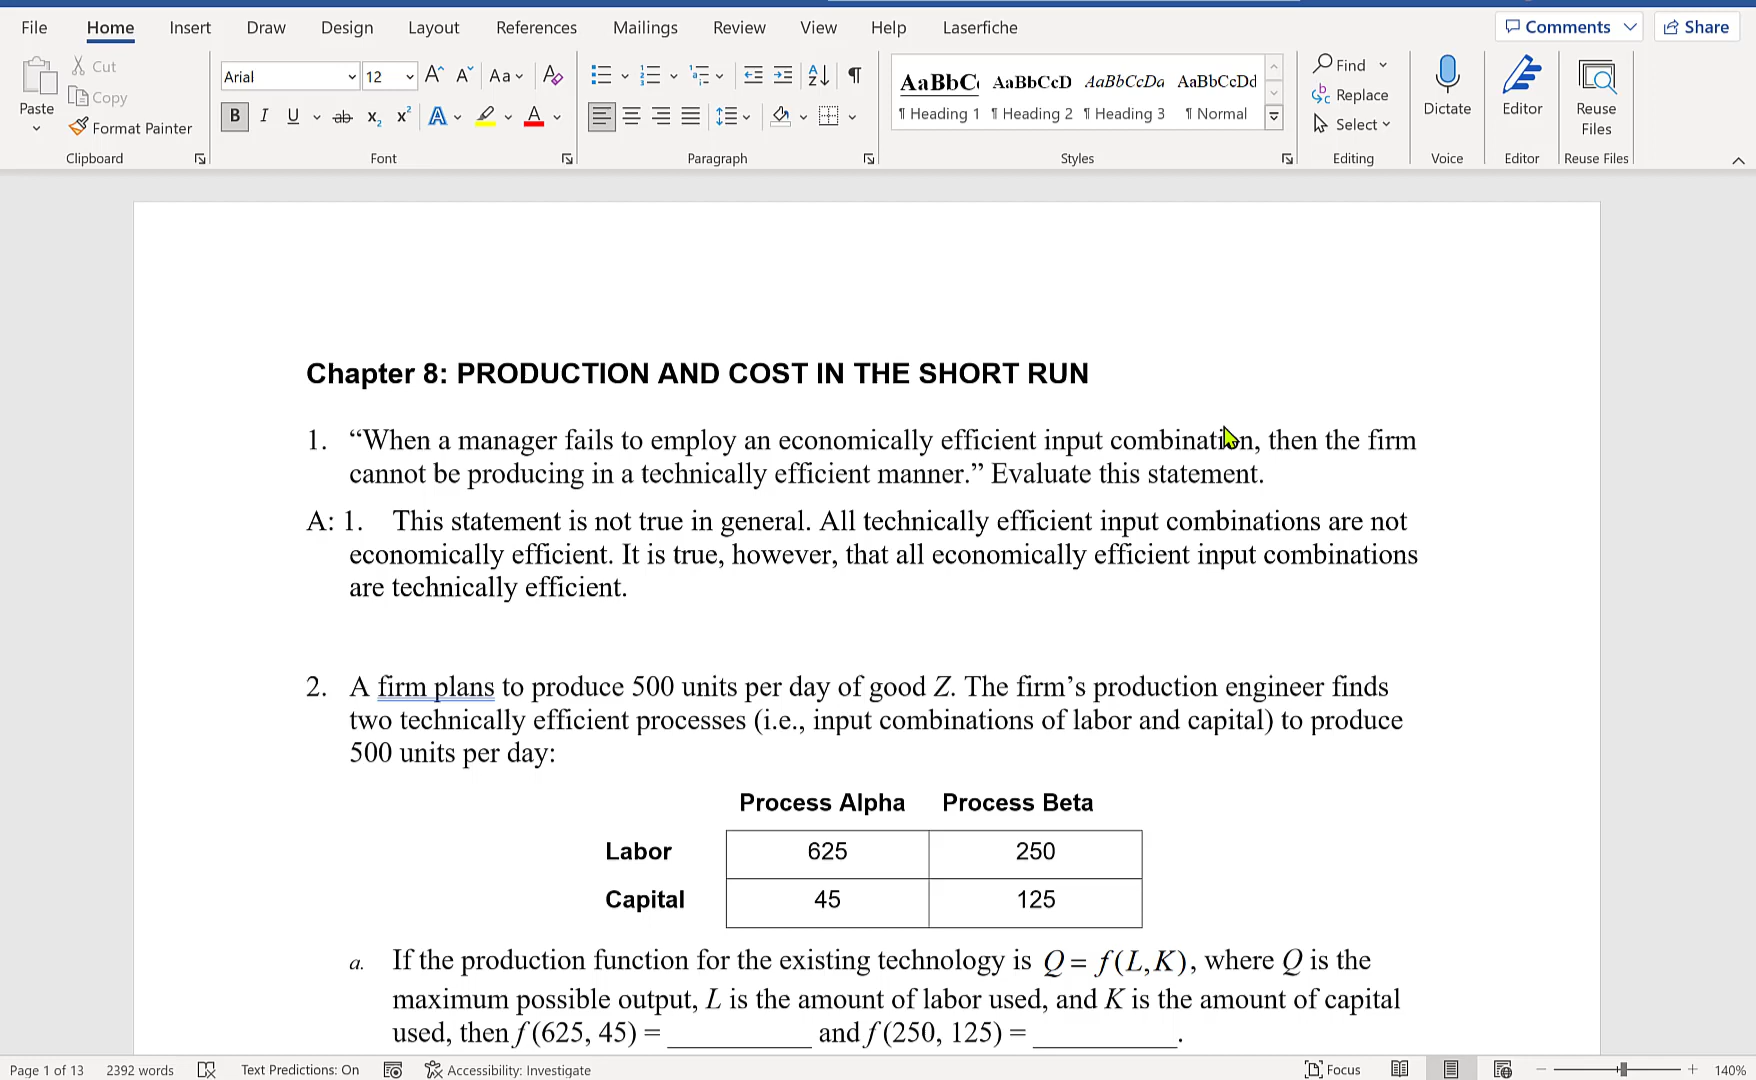 File Home Insert Draw Design Layout References Mailings Review View Help Laserfiche Comments Share
Paste Cut Copy Format Painter Clipboard
Arial 12 Aa B I U ab x₂ x² A A Font
Paragraph
AaBbC AaBbCcD AaBbCcDa AaBbCcDd
¶ Heading 1 ¶ Heading 2 ¶ Heading 3 ¶ Normal
Styles
Find Replace Select Editing
Dictate Voice
Editor Editor
Reuse Files Reuse Files
Chapter 8: PRODUCTION AND COST IN THE SHORT RUN
1. “When a manager fails to employ an economically efficient input combination, then the firm
cannot be producing in a technically efficient manner.” Evaluate this statement.
A: 1. This statement is not true in general. All technically efficient input combinations are not
economically efficient. It is true, however, that all economically efficient input combinations
are technically efficient.
2. A firm plans to produce 500 units per day of good Z. The firm’s production engineer finds
two technically efficient processes (i.e., input combinations of labor and capital) to produce
500 units per day:
Process Alpha Process Beta
Labor 625 250
Capital 45 125
a. If the production function for the existing technology is Q = f(L,K), where Q is the
maximum possible output, L is the amount of labor used, and K is the amount of capital
used, then f (625, 45) = __________ and f (250, 125) = __________.
Page 1 of 13 2392 words Text Predictions: On Accessibility: Investigate Focus 140%